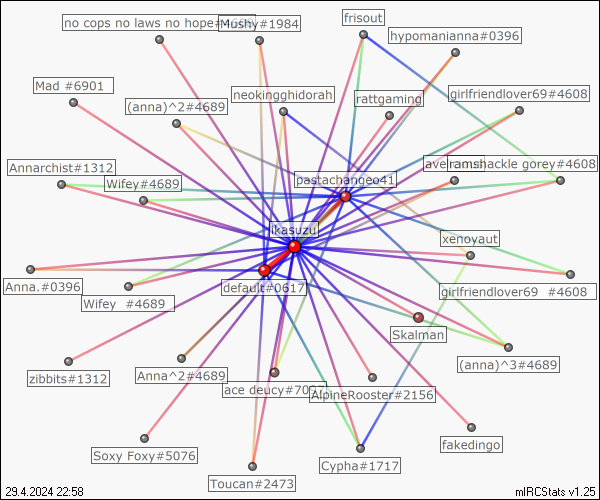 no cops no laws no hope
Mushy#1984
frisout
hypomanianna#0396
Mad #6901
(anna)^2#4689
neokingghidorah
rattgaming
girlfriendlover69#4608
Annarchist#1312
Wifey#4689
pastachangeo41
ramshackle gorey#4608
ikasuzu
xenoyaut
Anna.#0396
Wifey #4689
default#0617
girlfriendlover69 #4608
Skalman
zibbits#1312
Anna^2#4689
ace deucy
AlpineRooster#2156
(anna)^3#4689
Soxy Foxy#5076
Toucan#2473
Cypha#1717
fakedingo
29.4.2024 22:58
mIRCStats v1.25